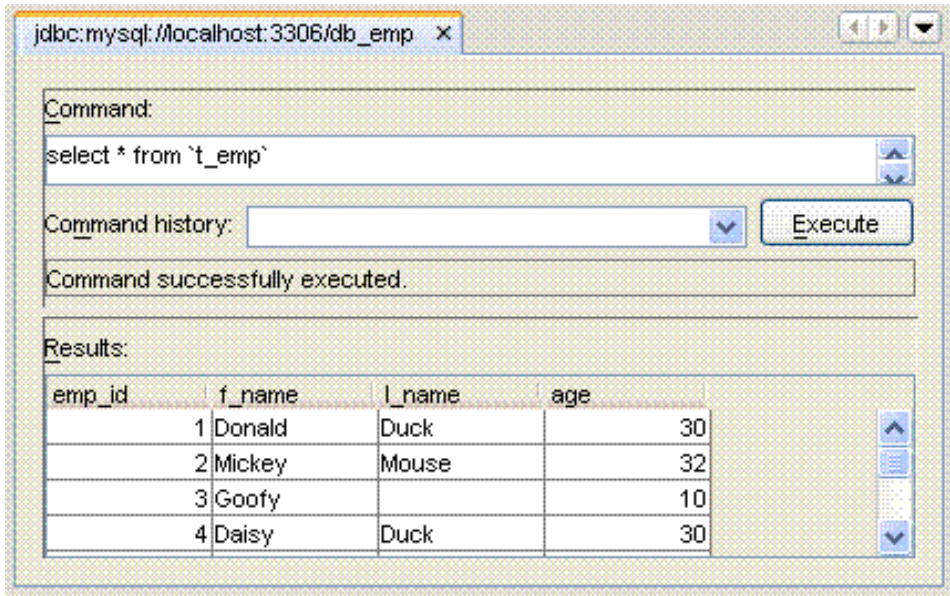 jdbc:mysql://localhost:3306/db_emp ×
Command:
select * from `t_emp`
Command history: Execute
Command successfully executed.
Results:
emp_id f_name l_name age
1 Donald Duck 30
2 Mickey Mouse 32
3 Goofy 10
4 Daisy Duck 30